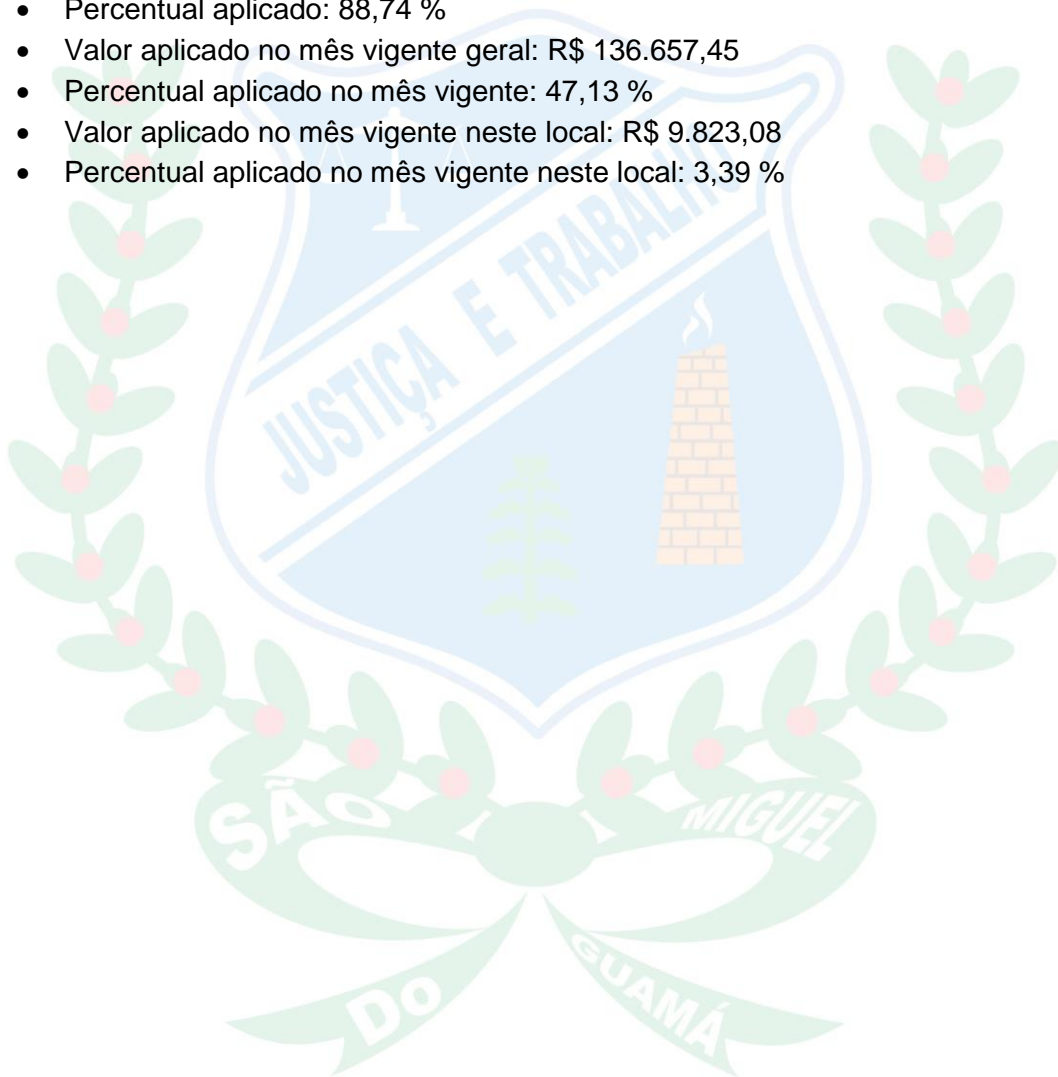 • Percentual aplicado: 88,74 %
• Valor aplicado no mês vigente geral: R$ 136.657,45
• Percentual aplicado no mês vigente: 47,13 %
• Valor aplicado no mês vigente neste local: R$ 9.823,08
• Percentual aplicado no mês vigente neste local: 3,39 %
JUSTIÇA E TRABALHO
SÃO MIGUEL
DO GUAMÁ